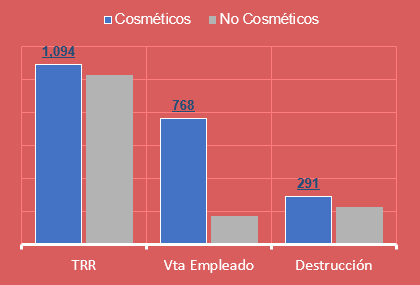 Cosméticos No Cosméticos
1,094
768
291
TRR Vta Empleado Destrucción